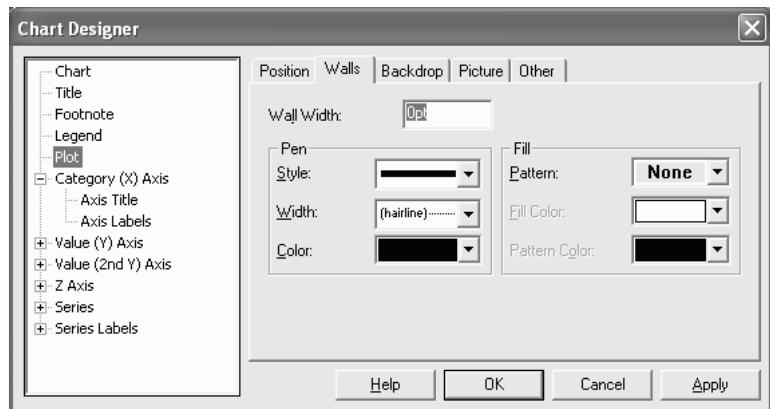 Chart Designer
Chart
Title
Footnote
Legend
Plot
Category (X) Axis
Axis Title
Axis Labels
Value (Y) Axis
Value (2nd Y) Axis
Z Axis
Series
Series Labels
Position Walls Backdrop Picture Other
Wall Width: 0pt
Pen
Style:
Width: (hairline)
Color:
Fill
Pattern: None
Fill Color:
Pattern Color:
Help OK Cancel Apply